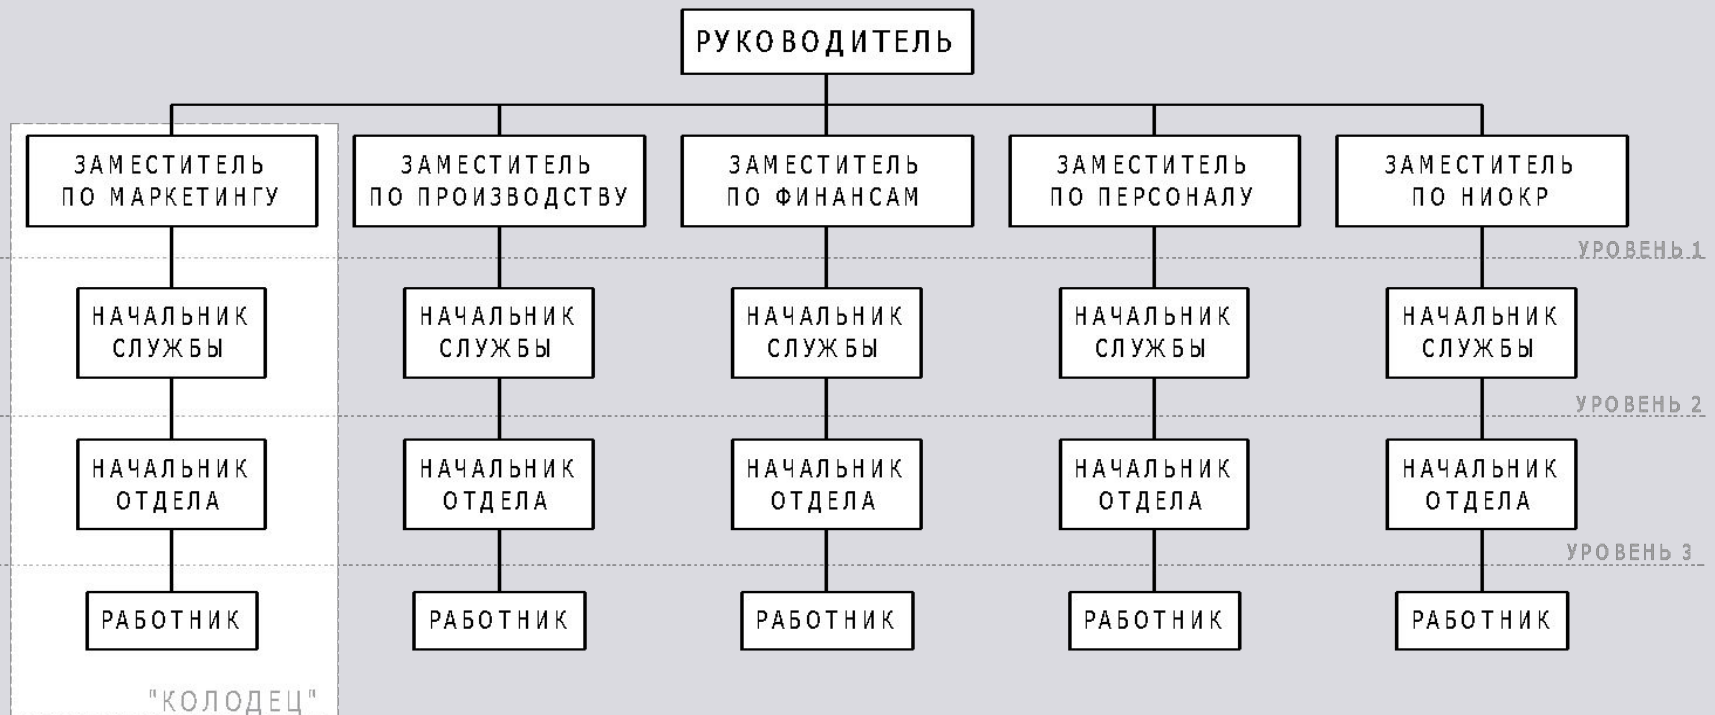 РУКОВОДИТЕЛЬ
ЗАМЕСТИТЕЛЬ
ПО МАРКЕТИНГУ
ЗАМЕСТИТЕЛЬ
ПО ПРОИЗВОДСТВУ
ЗАМЕСТИТЕЛЬ
ПО ФИНАНСАМ
ЗАМЕСТИТЕЛЬ
ПО ПЕРСОНАЛУ
ЗАМЕСТИТЕЛЬ
ПО НИОКР
УРОВЕНЬ 1
НАЧАЛЬНИК
СЛУЖБЫ
НАЧАЛЬНИК
СЛУЖБЫ
НАЧАЛЬНИК
СЛУЖБЫ
НАЧАЛЬНИК
СЛУЖБЫ
НАЧАЛЬНИК
СЛУЖБЫ
УРОВЕНЬ 2
НАЧАЛЬНИК
ОТДЕЛА
НАЧАЛЬНИК
ОТДЕЛА
НАЧАЛЬНИК
ОТДЕЛА
НАЧАЛЬНИК
ОТДЕЛА
НАЧАЛЬНИК
ОТДЕЛА
УРОВЕНЬ 3
РАБОТНИК
РАБОТНИК
РАБОТНИК
РАБОТНИК
РАБОТНИК
"КОЛОДЕЦ"